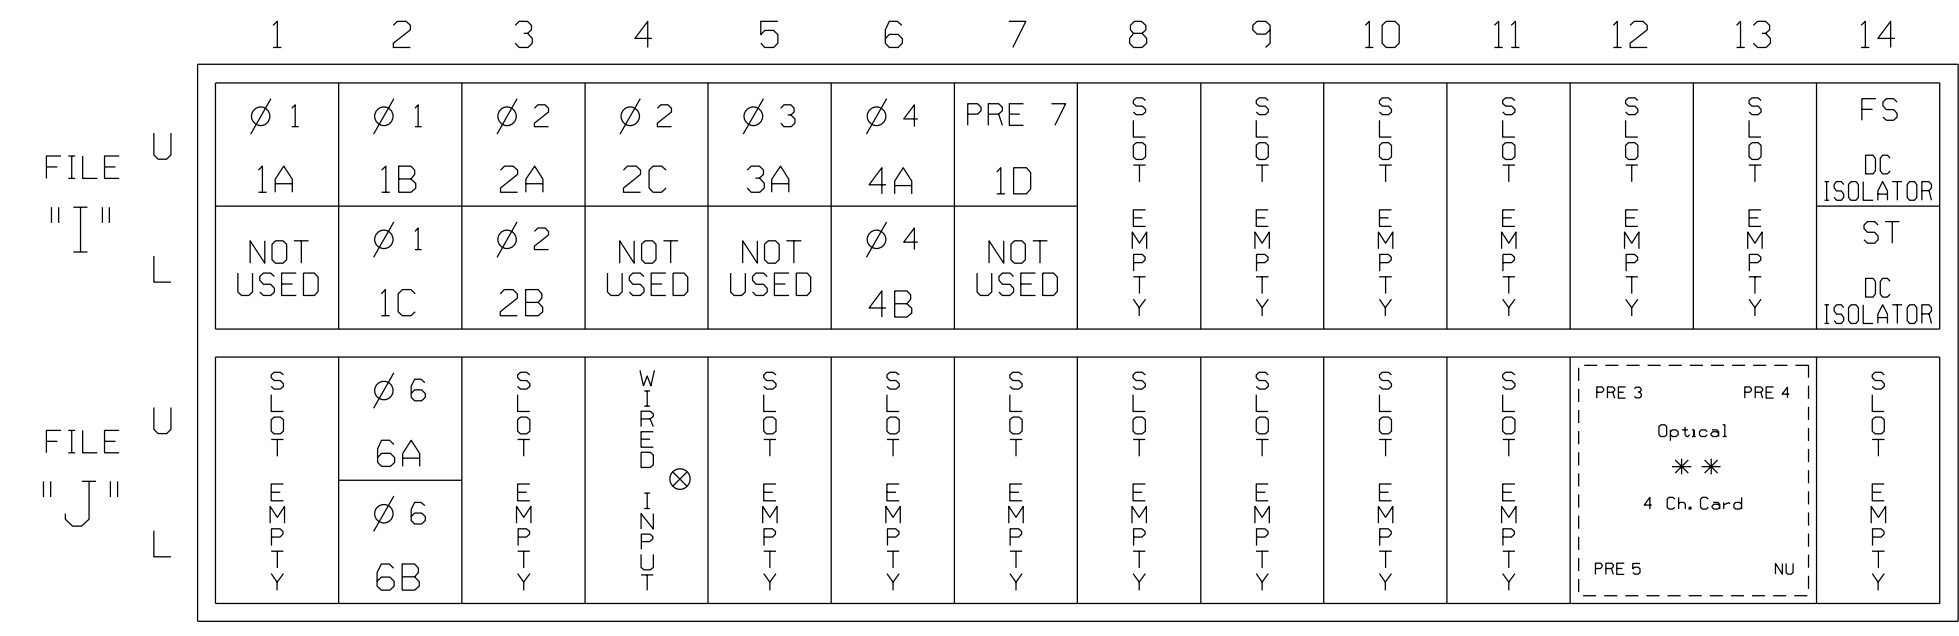 1 2 3 4 5 6 7 8 9 10 11 12 13 14
FILE "I"
U
Ø 1 Ø 1 Ø 2 Ø 2 Ø 3 Ø 4 PRE 7 SLOT EMPTY SLOT EMPTY SLOT EMPTY SLOT EMPTY SLOT EMPTY SLOT EMPTY FS
1A 1B 2A 2C 3A 4A 1D DC ISOLATOR
L
NOT USED Ø 1 Ø 2 NOT USED NOT USED Ø 4 NOT USED ST
1C 2B 4B DC ISOLATOR
FILE "J"
U
SLOT EMPTY Ø 6 SLOT EMPTY WIRED INPUT ⊗ SLOT EMPTY SLOT EMPTY SLOT EMPTY SLOT EMPTY SLOT EMPTY SLOT EMPTY SLOT EMPTY PRE 3 PRE 4 SLOT EMPTY
6A Optical
** 
4 Ch.Card
L
Ø 6
6B PRE 5 NU